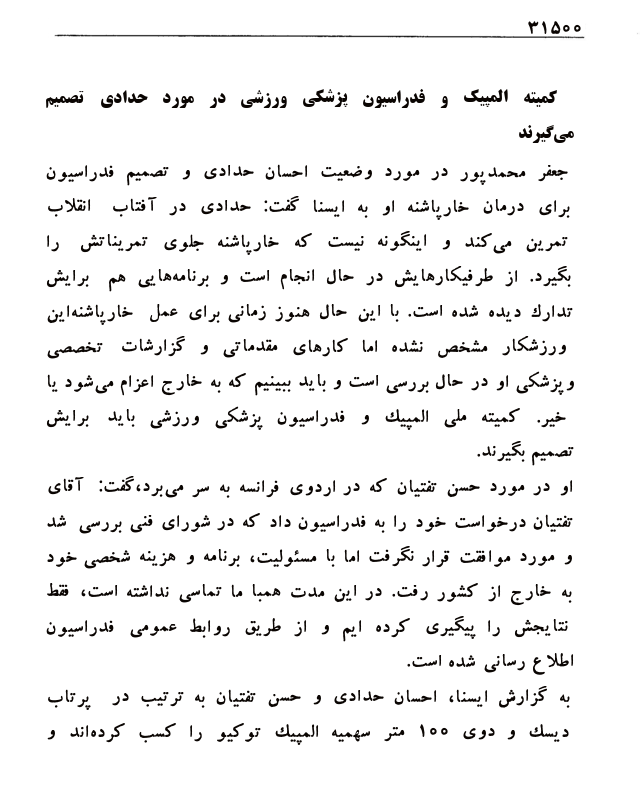 ۳۱۵۰۰
کمیته المپیک و فدراسیون پزشکی ورزشی در مورد حدادی تصمیم
می‌گیرند
جعفر محمدپور در مورد وضعیت احسان حدادی و تصمیم فدراسیون
برای درمان خارپاشنه او به ایسنا گفت: حدادی در آفتاب انقلاب
تمرین می‌کند و اینگونه نیست که خارپاشنه جلوی تمریناتش را
بگیرد. از طرفیکارهایش در حال انجام است و برنامه‌هایی هم برایش
تدارك دیده شده است. با این حال هنوز زمانی برای عمل خارپاشنه‌این
ورزشکار مشخص نشده اما کارهای مقدماتی و گزارشات تخصصی
وپزشکی او در حال بررسی است و باید ببینیم که به خارج اعزام می‌شود یا
خیر. کمیته ملی المپیك و فدراسیون پزشکی ورزشی باید برایش
تصمیم بگیرند.
او در مورد حسن تفتیان که در اردوی فرانسه به سر می‌برد،گفت: آقای
تفتیان درخواست خود را به فدراسیون داد که در شورای فنی بررسی شد
و مورد موافقت قرار نگرفت اما با مسئولیت، برنامه و هزینه شخصی خود
به خارج از کشور رفت. در این مدت همبا ما تماسی نداشته است، فقط
نتایجش را پیگیری کرده ایم و از طریق روابط عمومی فدراسیون
اطلاع رسانی شده است.
به گزارش ایسنا، احسان حدادی و حسن تفتیان به ترتیب در پرتاب
دیسك و دوی ۱۰۰ متر سهمیه المپیك توکیو را کسب کرده‌اند و